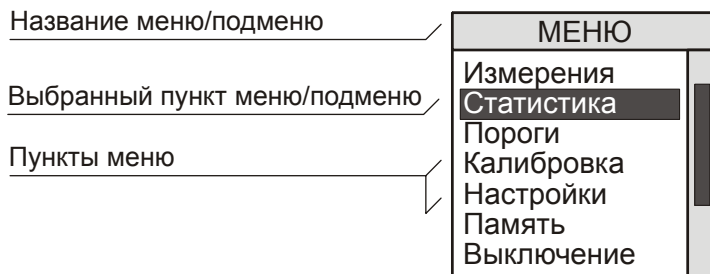 Название меню/подменю
Выбранный пункт меню/подменю
Пункты меню
МЕНЮ
Измерения
Статистика
Пороги
Калибровка
Настройки
Память
Выключение